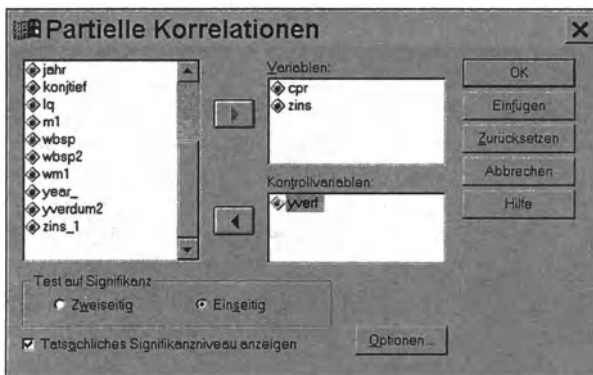 Partielle Korrelationen
jahr
konjtief
lq
m1
wbsp
wbsp2
wm1
year_
yverdum2
zins_1
Variablen:
cpr
zins
Kontrollvariablen:
yverf
OK
Einfügen
Zurücksetzen
Abbrechen
Hilfe
Test auf Signifikanz
Zweiseitig
Einseitig
Tatsächliches Signifikanzniveau anzeigen
Optionen...